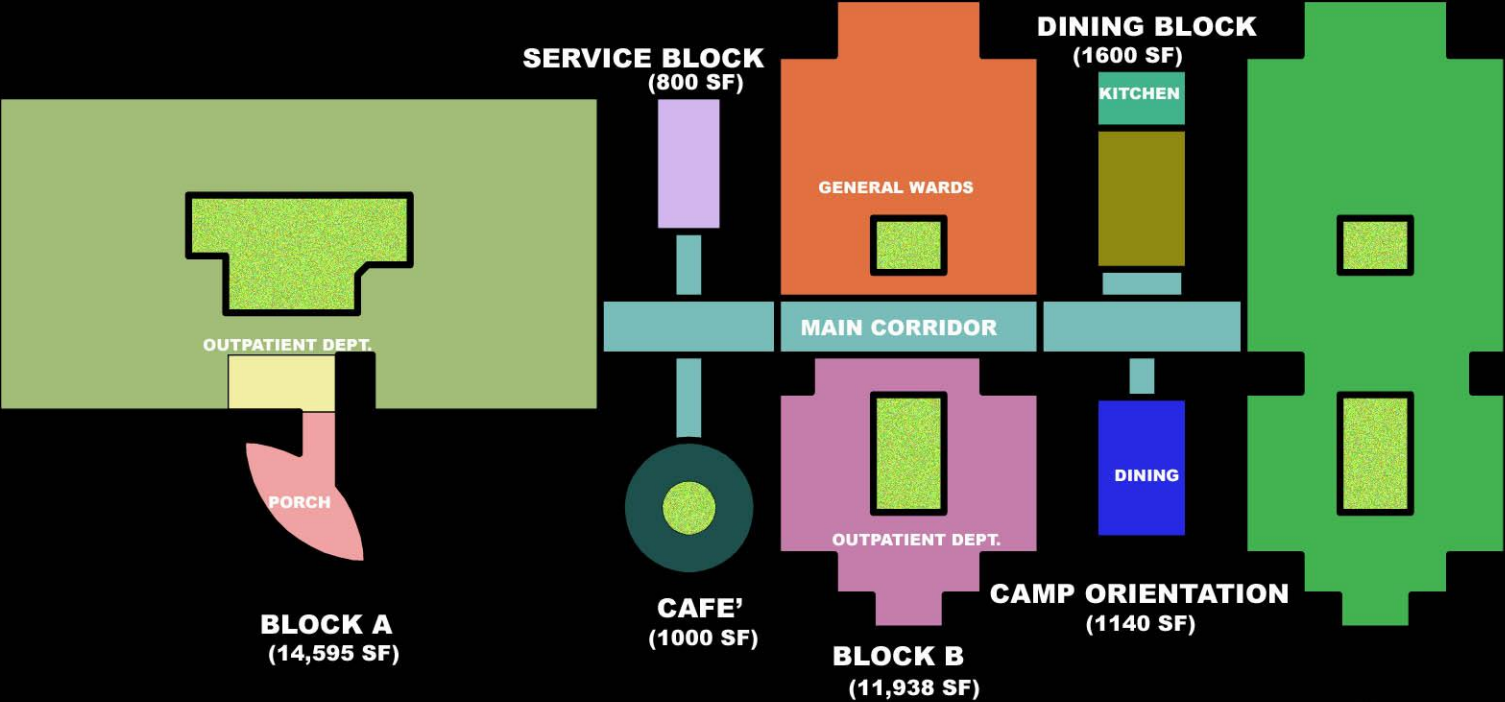 SERVICE BLOCK
(800 SF)
DINING BLOCK
(1600 SF)
KITCHEN
GENERAL WARDS
OUTPATIENT DEPT.
MAIN CORRIDOR
PORCH
DINING
OUTPATIENT DEPT.
BLOCK A
(14,595 SF)
CAFE’
(1000 SF)
BLOCK B
(11,938 SF)
CAMP ORIENTATION
(1140 SF)